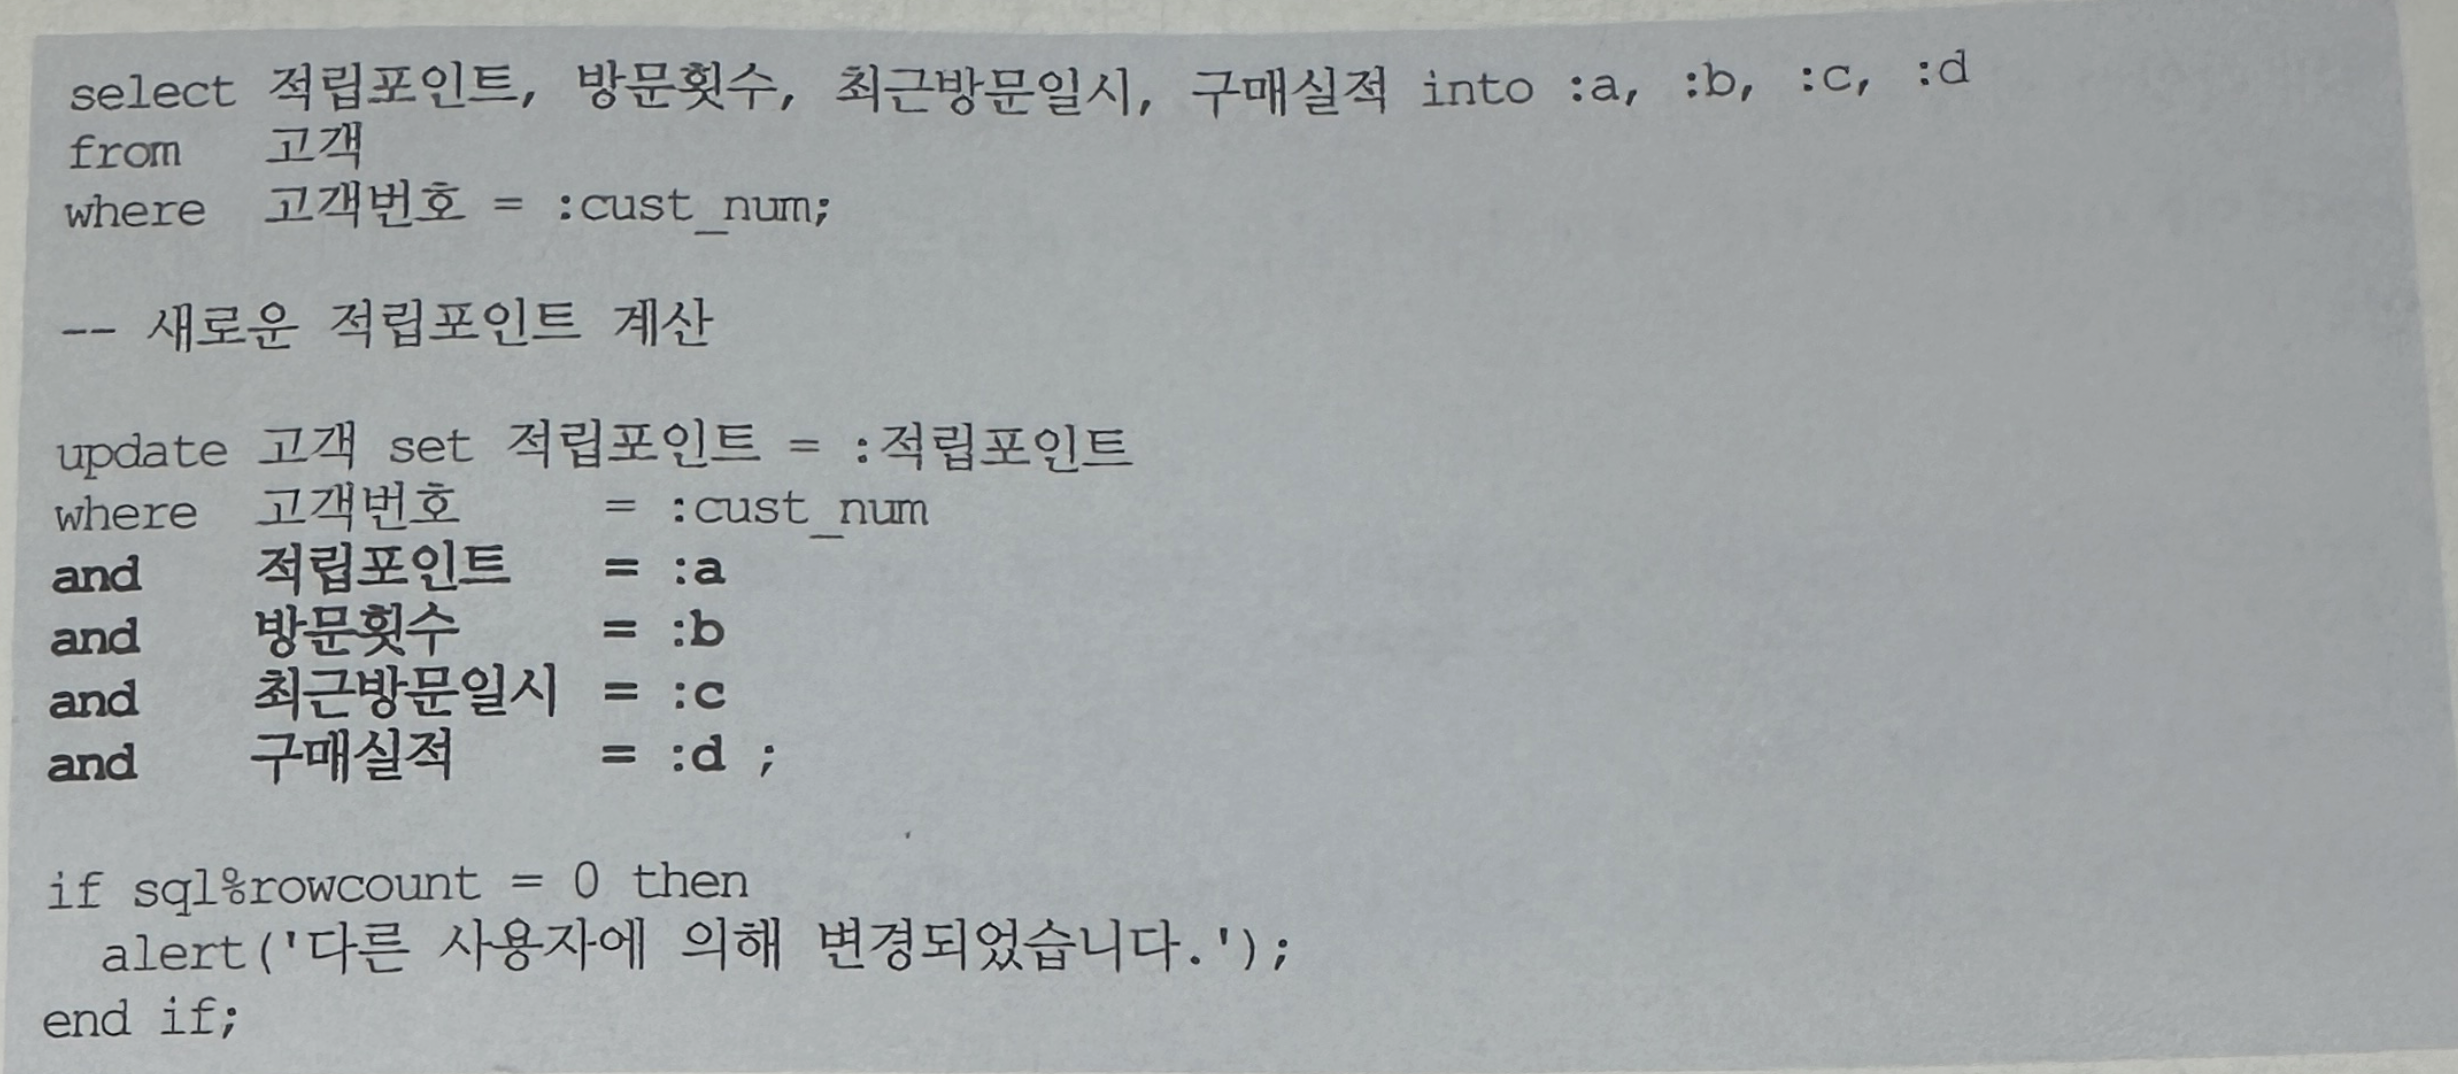 select 적립포인트, 방문횟수, 최근방문일시, 구매실적 into :a, :b, :c, :d
from   고객
where  고객번호 = :cust_num;

-- 새로운 적립포인트 계산

update 고객 set 적립포인트 = :적립포인트
where  고객번호     = :cust_num
and    적립포인트   = :a
and    방문횟수     = :b
and    최근방문일시 = :c
and    구매실적     = :d ;

if sql%rowcount = 0 then
  alert('다른 사용자에 의해 변경되었습니다.');
end if;